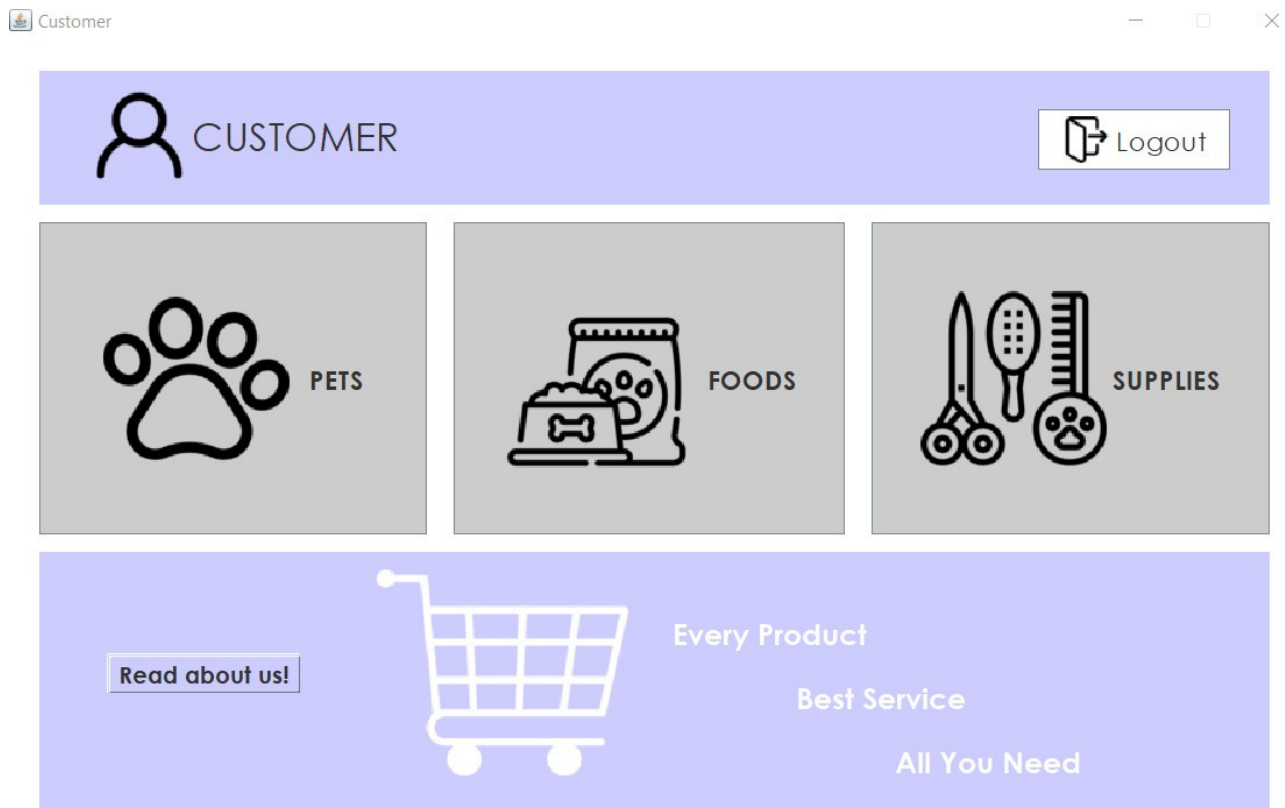 Customer
CUSTOMER
Logout
PETS
FOODS
SUPPLIES
Read about us!
Every Product
Best Service
All You Need